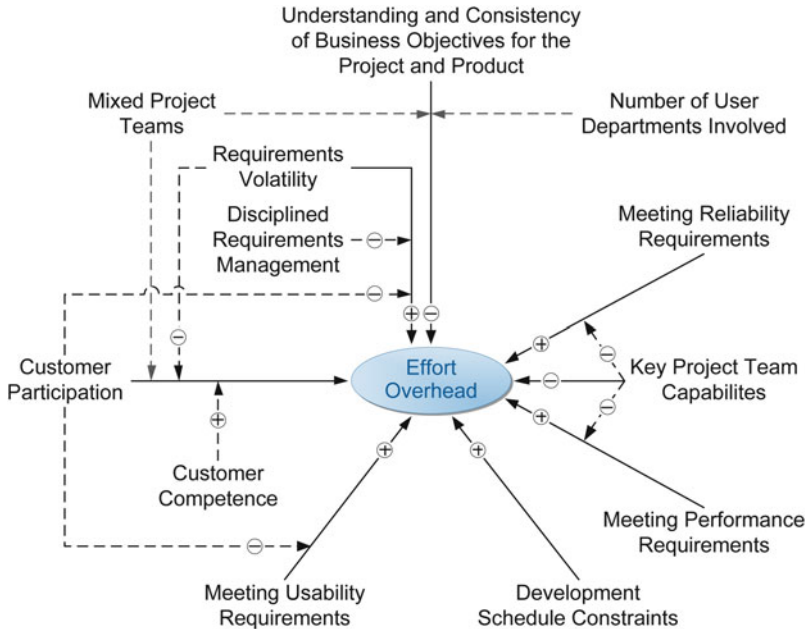 Understanding and Consistency
of Business Objectives for the
Project and Product
Mixed Project
Teams
Number of User
Departments Involved
Requirements
Volatility
Disciplined
Requirements
Management
Meeting Reliability
Requirements
Customer
Participation
Effort
Overhead
Key Project Team
Capabilites
Customer
Competence
Meeting Performance
Requirements
Meeting Usability
Requirements
Development
Schedule Constraints